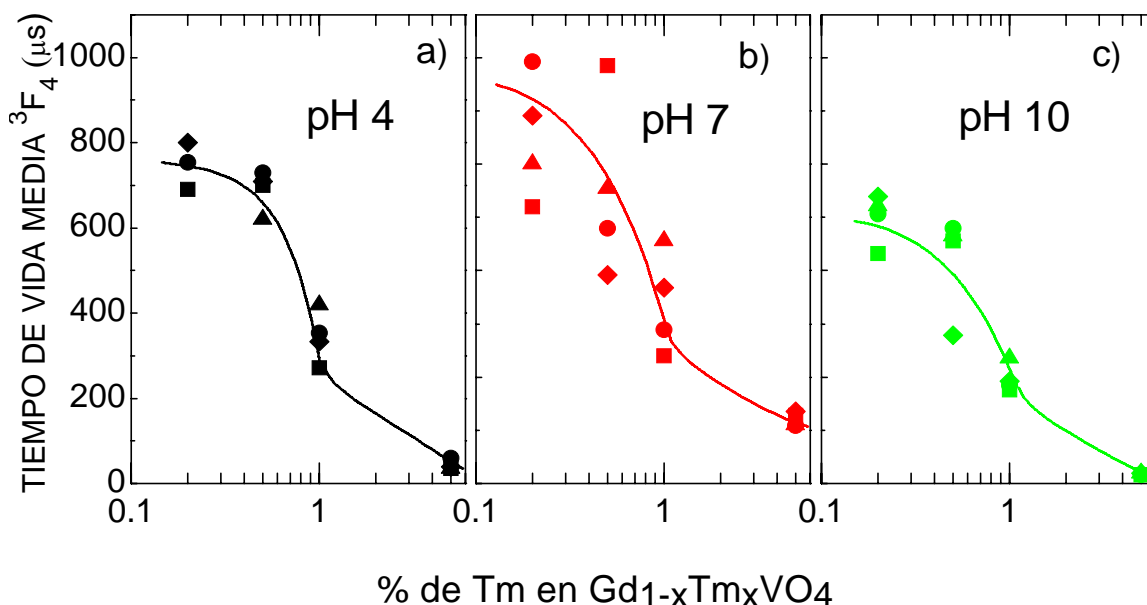 TIEMPO DE VIDA MEDIA ³F₄ (μs)
1000
800
600
400
200
0
a)
pH 4
b)
pH 7
c)
pH 10
0.1 1 0.1 1 0.1 1
% de Tm en Gd₁₋ₓTmₓVO₄